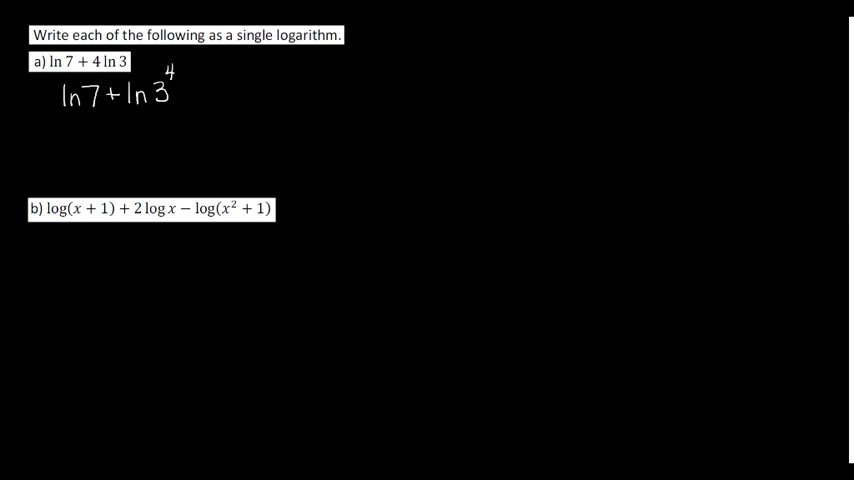 Write each of the following as a single logarithm.
a) ln 7 + 4 ln 3
ln 7 + ln 3⁴
b) log(x + 1) + 2 log x − log(x² + 1)